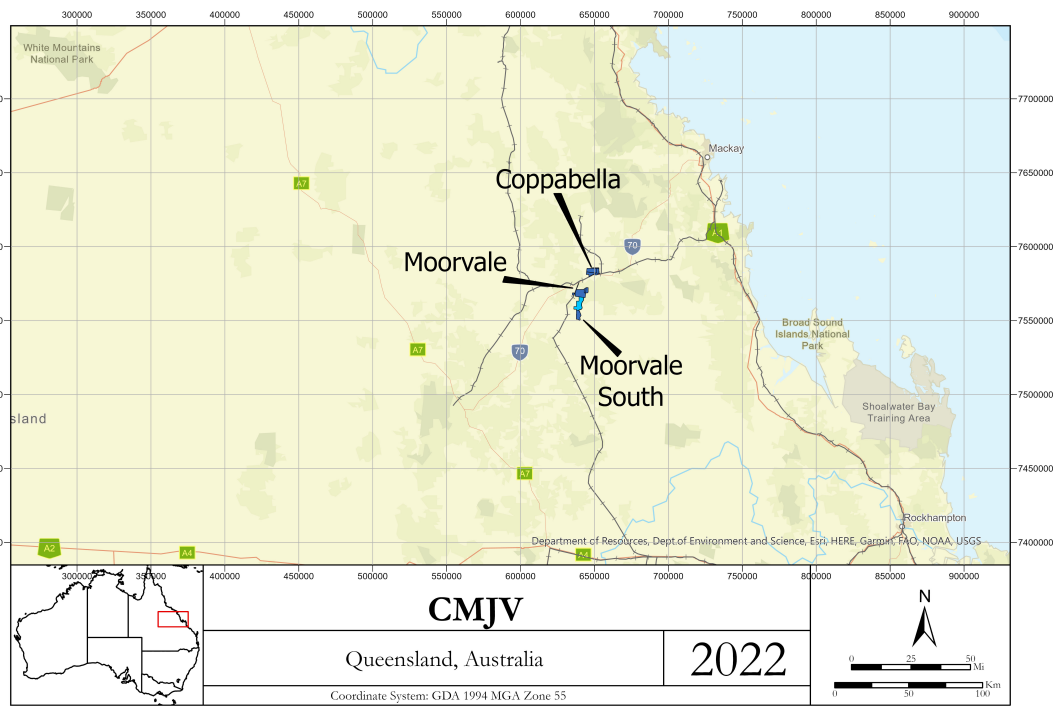 300000 350000 400000 450000 500000 550000 600000 650000 700000 750000 800000 850000 900000
White Mountains
National Park
7700000
Mackay
A7
Coppabella
7650000
A1
70
7600000
Moorvale
7550000
Broad Sound
Islands National
Park
A7
70
Moorvale
South
7500000
Shoalwater Bay
Training Area
sland
A7
7450000
Rockhampton
Department of Resources, Dept.of Environment and Science, Esri, HERE, Garmin, FAO, NOAA, USGS
7400000
A2
A4
A4
300000 350000 400000 450000 500000 550000 600000 650000 700000 750000 800000 850000 900000
CMJV
Queensland, Australia
2022
Coordinate System: GDA 1994 MGA Zone 55
N
0 25 50
Mi
Km
0 50 100